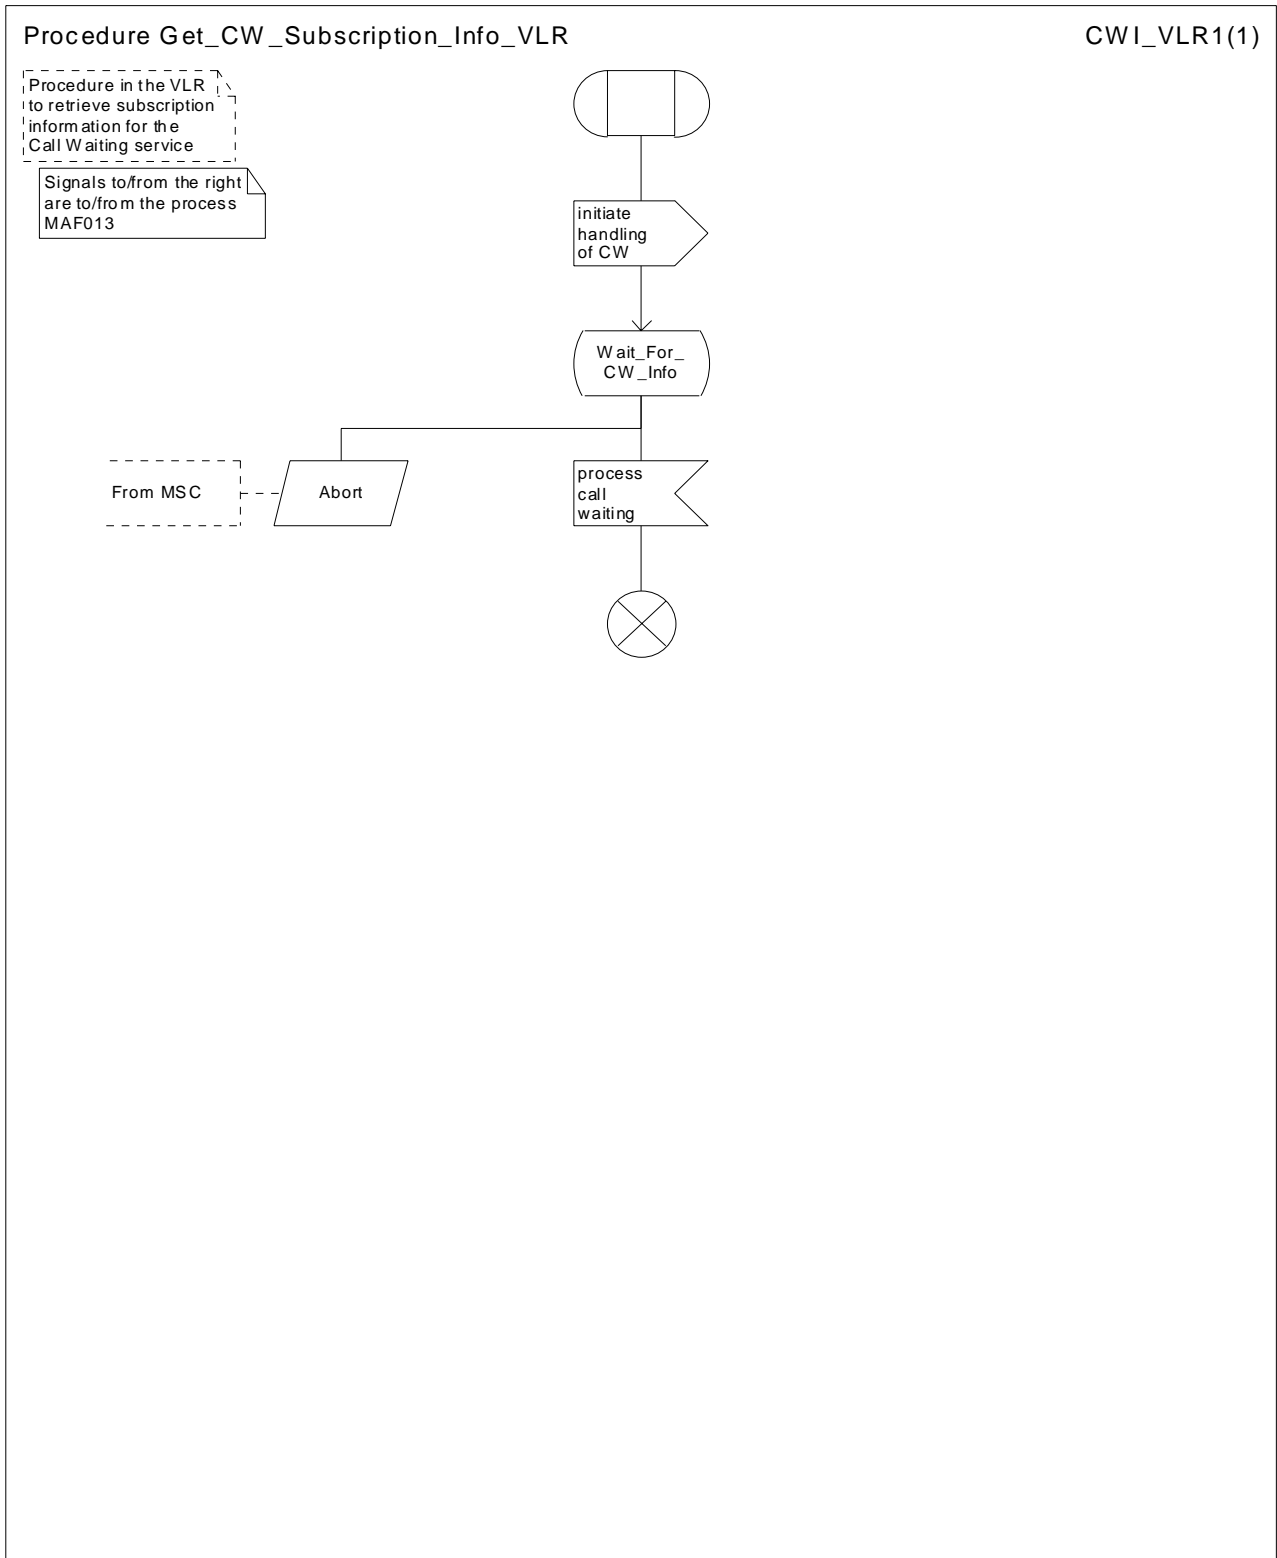 Procedure Get_CW_Subscription_Info_VLR
CWI_VLR1(1)
Procedure in the VLR
to retrieve subscription
information for the
Call Waiting service
Signals to/from the right
are to/from the process
MAF013
initiate
handling
of CW
Wait_For_
CW_Info
From MSC
Abort
process
call
waiting